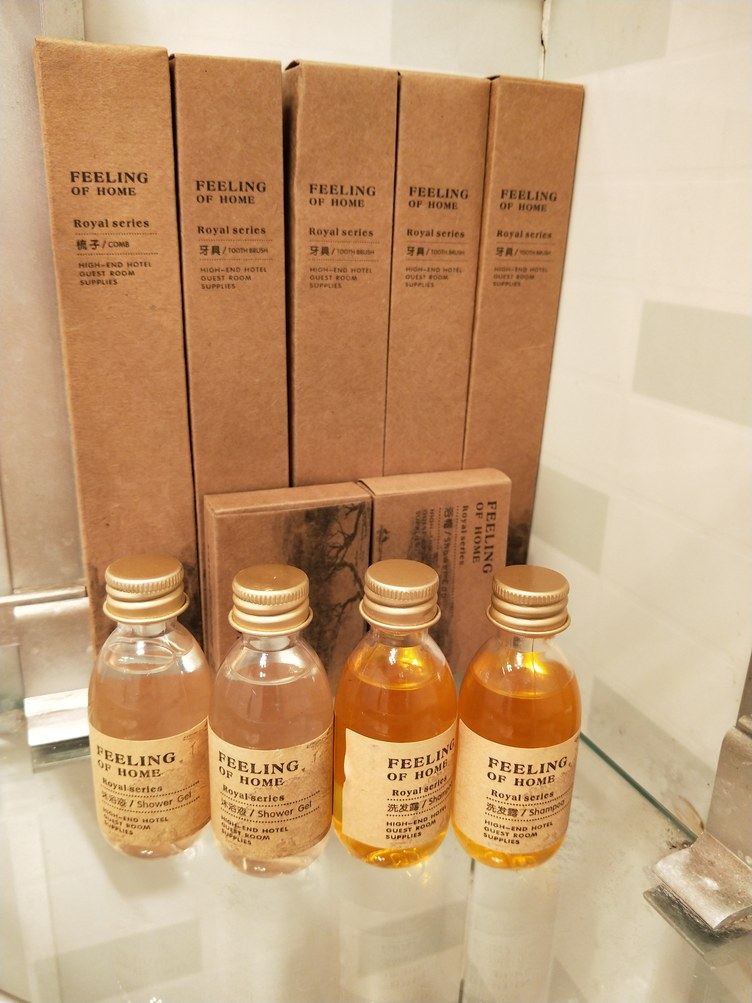 FEELING
OF HOME
Royal series
梳子 / COMB
HIGH-END HOTEL
GUEST ROOM
SUPPLIES
FEELING
OF HOME
Royal series
牙具 / TOOTH BRUSH
HIGH-END HOTEL
GUEST ROOM
SUPPLIES
FEELING
OF HOME
Royal series
牙具 / TOOTH BRUSH
HIGH-END HOTEL
GUEST ROOM
SUPPLIES
FEELING
OF HOME
Royal series
牙具 / TOOTH BRUSH
HIGH-END HOTEL
GUEST ROOM
SUPPLIES
FEELING
OF HOME
Royal series
牙具 / TOOTH BRUSH
HIGH-END HOTEL
GUEST ROOM
SUPPLIES
FEELING
OF HOME
Royal series
浴帽 / Shower
FEELING
OF HOME
Royal series
沐浴液 / Shower Gel
HIGH-END HOTEL
GUEST ROOM
SUPPLIES
FEELING
OF HOME
Royal series
沐浴液 / Shower Gel
HIGH-END HOTEL
GUEST ROOM
SUPPLIES
FEELING
OF HOME
Royal series
洗发露 /
HIGH-END HOTEL
GUEST ROOM
SUPPLIES
FEELING
OF HOME
Royal series
洗发露 / Shampoo
HIGH-END HOTEL
GUEST ROOM
SUPPLIES